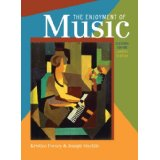 THE ENJOYMENT OF
MUSIC
Kristine Forney & Joseph Machlis